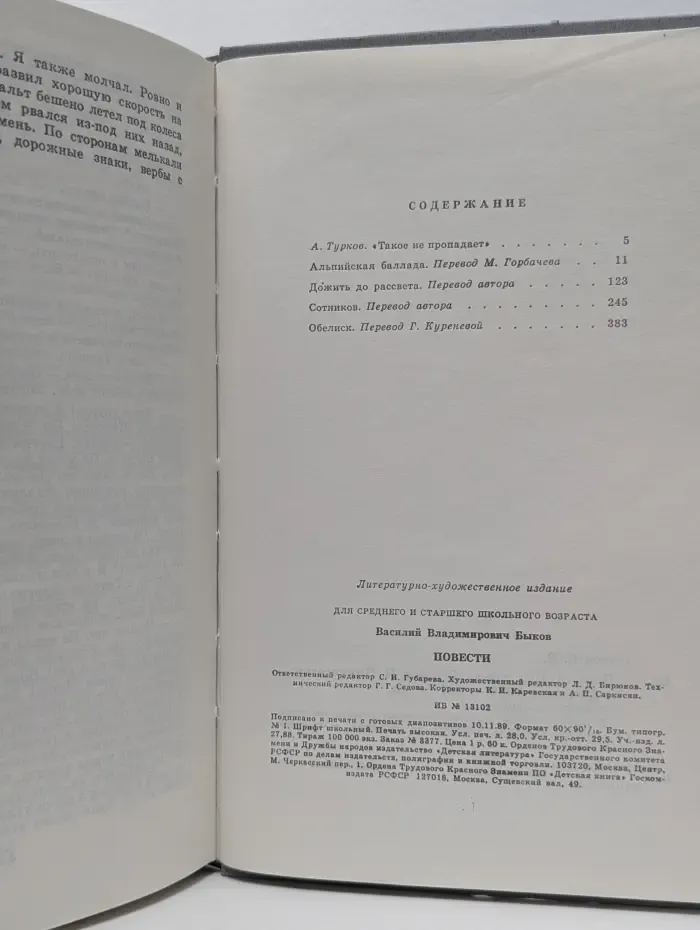 . Я также молчал. Ровно и
развил хорошую скорость на
альт бешено летел под колеса
м рвался из-под них назад,
мень. По сторонам мелькали
, дорожные знаки, вербы с
СОДЕРЖАНИЕ
А. Турков. «Такое не пропадает» . . . . . . . 5
Альпийская баллада. Перевод М. Горбачева . . 11
Дожить до рассвета. Перевод автора . . . . . 123
Сотников. Перевод автора . . . . . . . . . 245
Обелиск. Перевод Г. Куреневой . . . . . . . 383
Литературно-художественное издание
ДЛЯ СРЕДНЕГО И СТАРШЕГО ШКОЛЬНОГО ВОЗРАСТА
Василий Владимирович Быков
ПОВЕСТИ
Ответственный редактор С. И. Губарева. Художественный редактор Л. Д. Бирюков. Тех-
нический редактор Г. Г. Седова. Корректоры К. И. Каревская и А. П. Саркисян.
ИБ № 13102
Подписано к печати с готовых диапозитивов 10.11.89. Формат 60×90¹/₁₆. Бум. типогр.
№ 1. Шрифт школьный. Печать высокая. Усл. печ. л. 28,0. Усл. кр.-отт. 29,5. Уч.-изд. л.
27,88. Тираж 100 000 экз. Заказ № 8377. Цена 1 р. 60 к. Орденов Трудового Красного Зна-
мени и Дружбы народов издательство «Детская литература» Государственного комитета
РСФСР по делам издательств, полиграфии и книжной торговли. 103720, Москва, Центр,
М. Черкасский пер., 1. Ордена Трудового Красного Знамени ПО «Детская книга» Госком-
издата РСФСР 127018, Москва, Сущевский вал, 49.